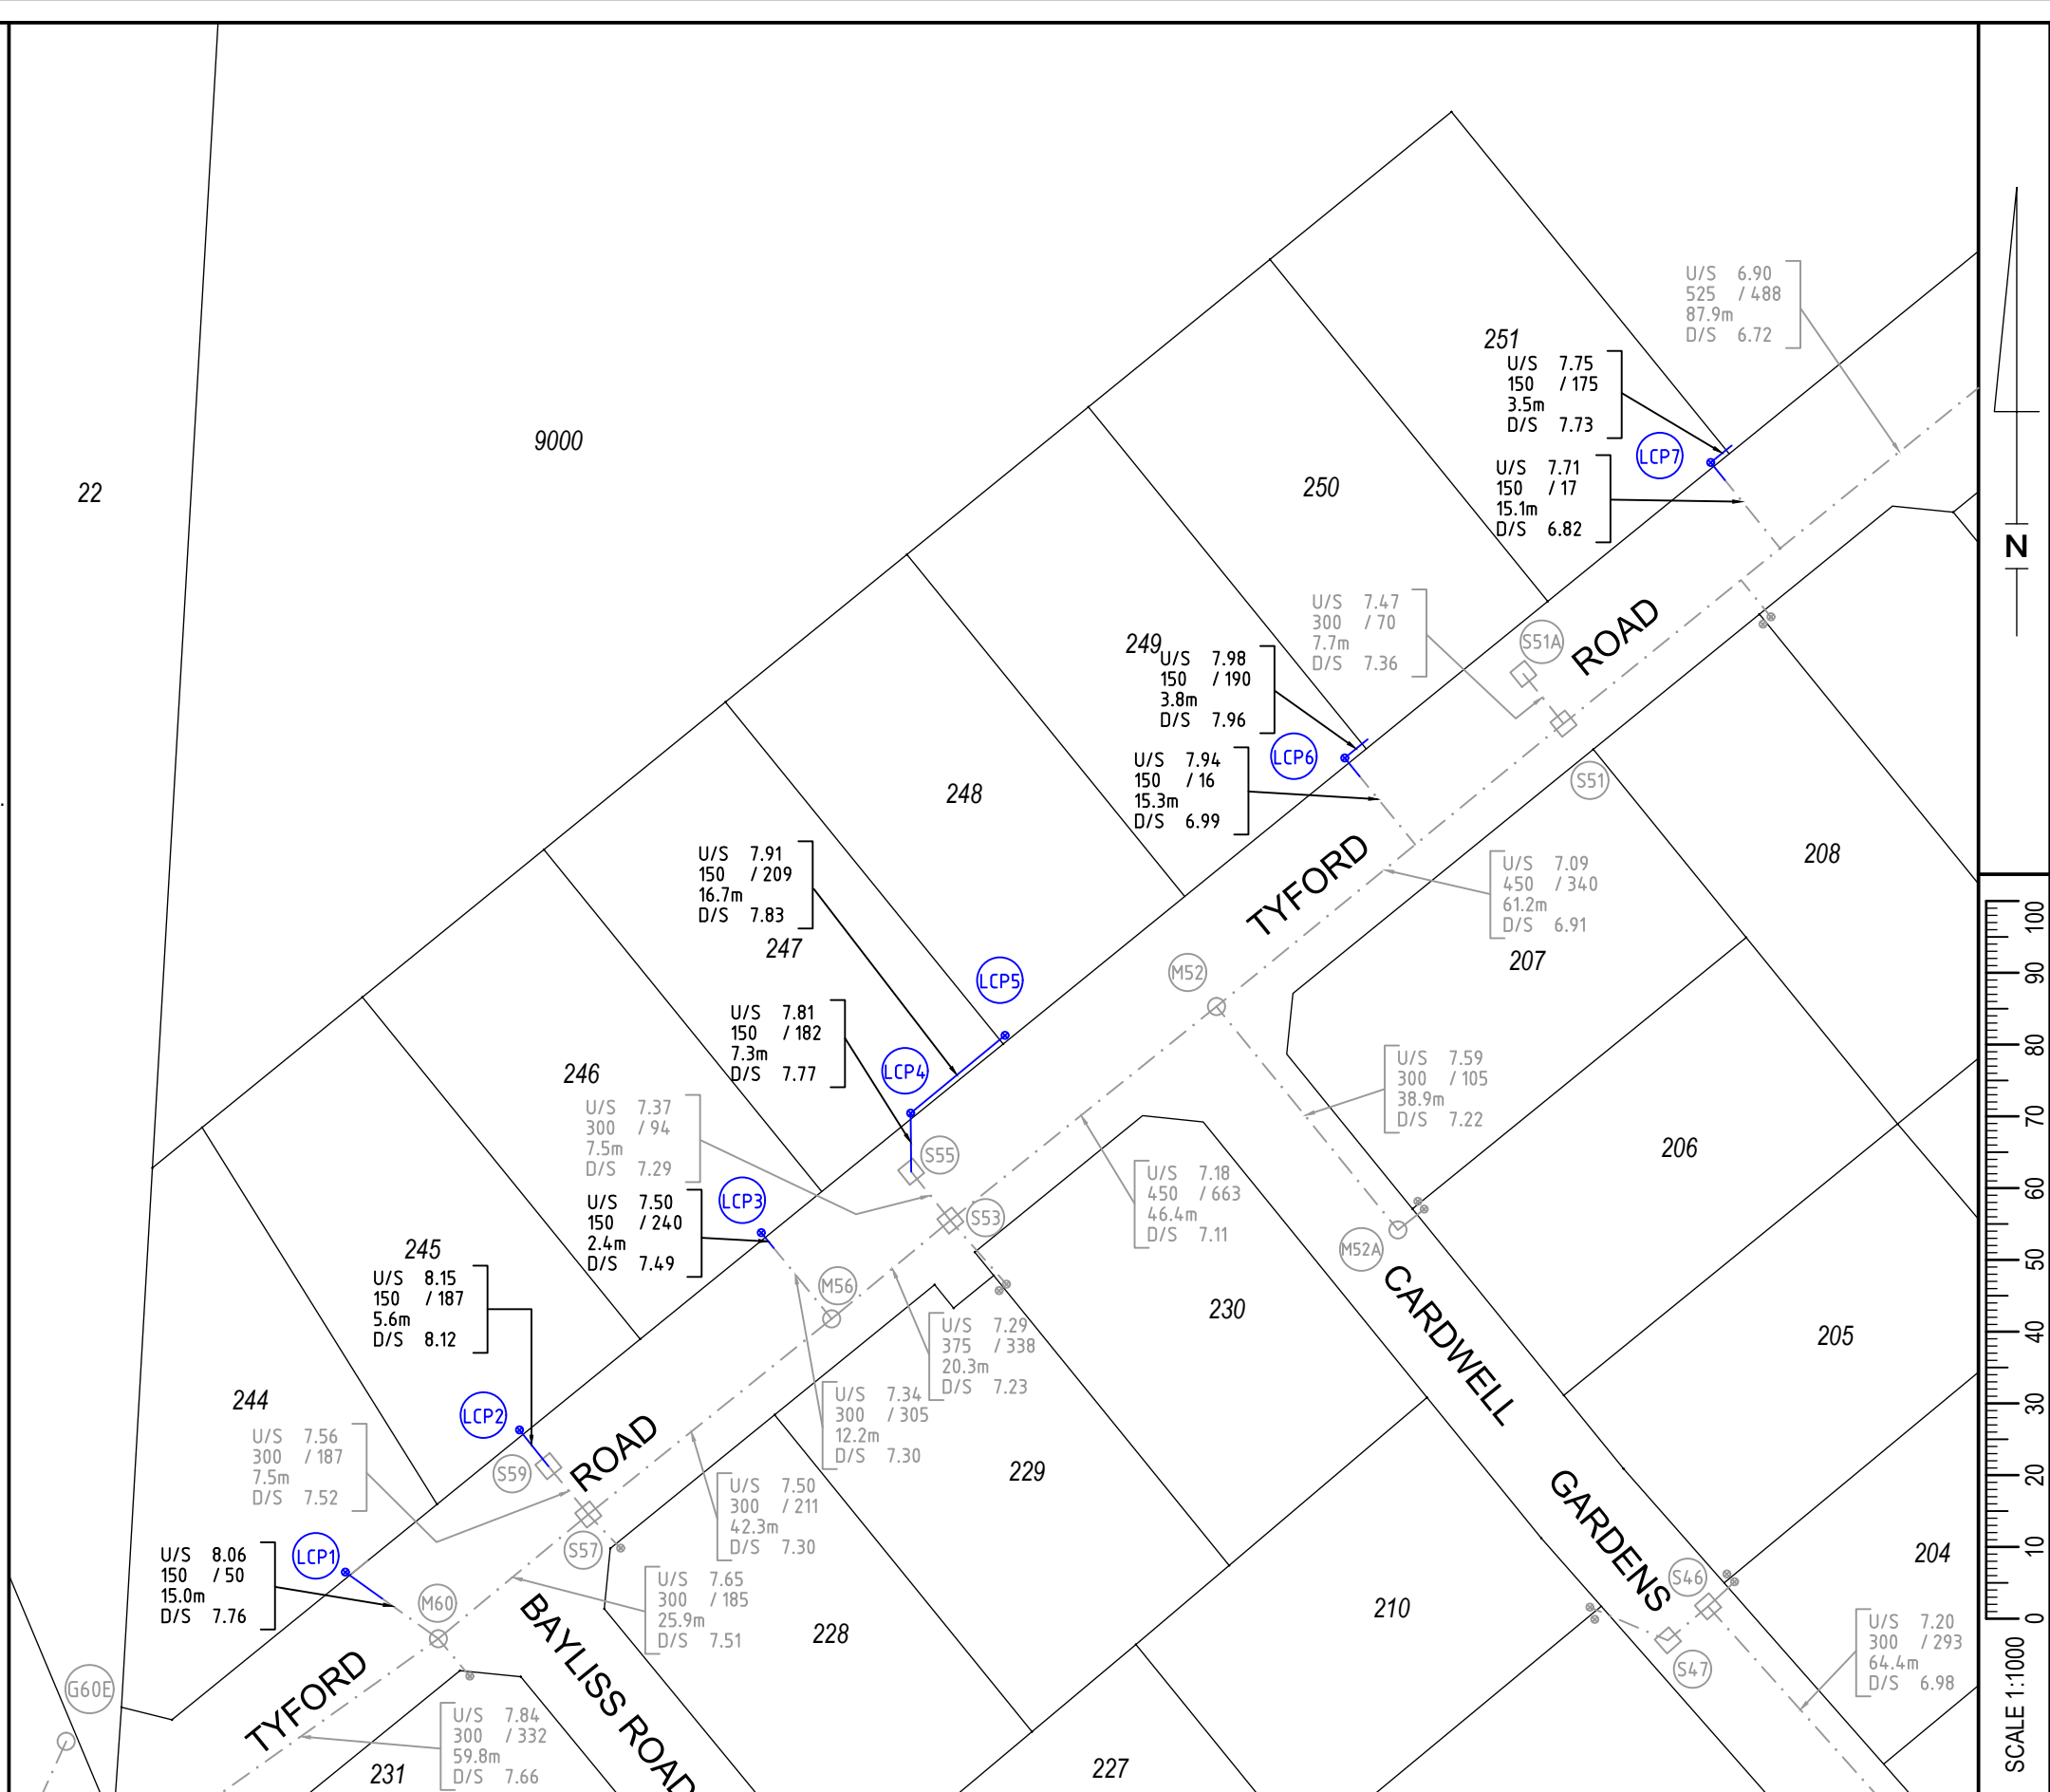 U/S 6.90
525 / 488
87.9m
D/S 6.72
251
U/S 7.75
150 / 175
3.5m
D/S 7.73
LCP7
U/S 7.71
150 / 17
15.1m
D/S 6.82
9000
22
250
N
U/S 7.47
300 / 70
7.7m
D/S 7.36
S51A
ROAD
249
U/S 7.98
150 / 190
3.8m
D/S 7.96
LCP6
U/S 7.94
150 / 16
15.3m
D/S 6.99
S51
248
TYFORD
208
U/S 7.91
150 / 209
16.7m
D/S 7.83
247
U/S 7.09
450 / 340
61.2m
D/S 6.91
207
M52
LCP5
U/S 7.81
150 / 182
7.3m
D/S 7.77
LCP4
246
U/S 7.37
300 / 94
7.5m
D/S 7.29
S55
U/S 7.59
300 / 105
38.9m
D/S 7.22
206
U/S 7.50
150 / 240
2.4m
D/S 7.49
LCP3
S53
U/S 7.18
450 / 663
46.4m
D/S 7.11
M52A
245
U/S 8.15
150 / 187
5.6m
D/S 8.12
M56
U/S 7.29
375 / 338
20.3m
D/S 7.23
230
CARDWELL
205
244
LCP2
U/S 7.34
300 / 305
12.2m
D/S 7.30
U/S 7.56
300 / 187
7.5m
D/S 7.52
S59
ROAD
229
U/S 7.50
300 / 211
42.3m
D/S 7.30
GARDENS
S57
LCP1
U/S 8.06
150 / 50
15.0m
D/S 7.76
M60
U/S 7.65
300 / 185
25.9m
D/S 7.51
BAYLISS ROAD
228
210
S46
204
S47
U/S 7.20
300 / 293
64.4m
D/S 6.98
G60E
TYFORD
U/S 7.84
300 / 332
59.8m
D/S 7.66
231
227
100
90
80
70
60
50
40
30
20
10
0
SCALE 1:1000